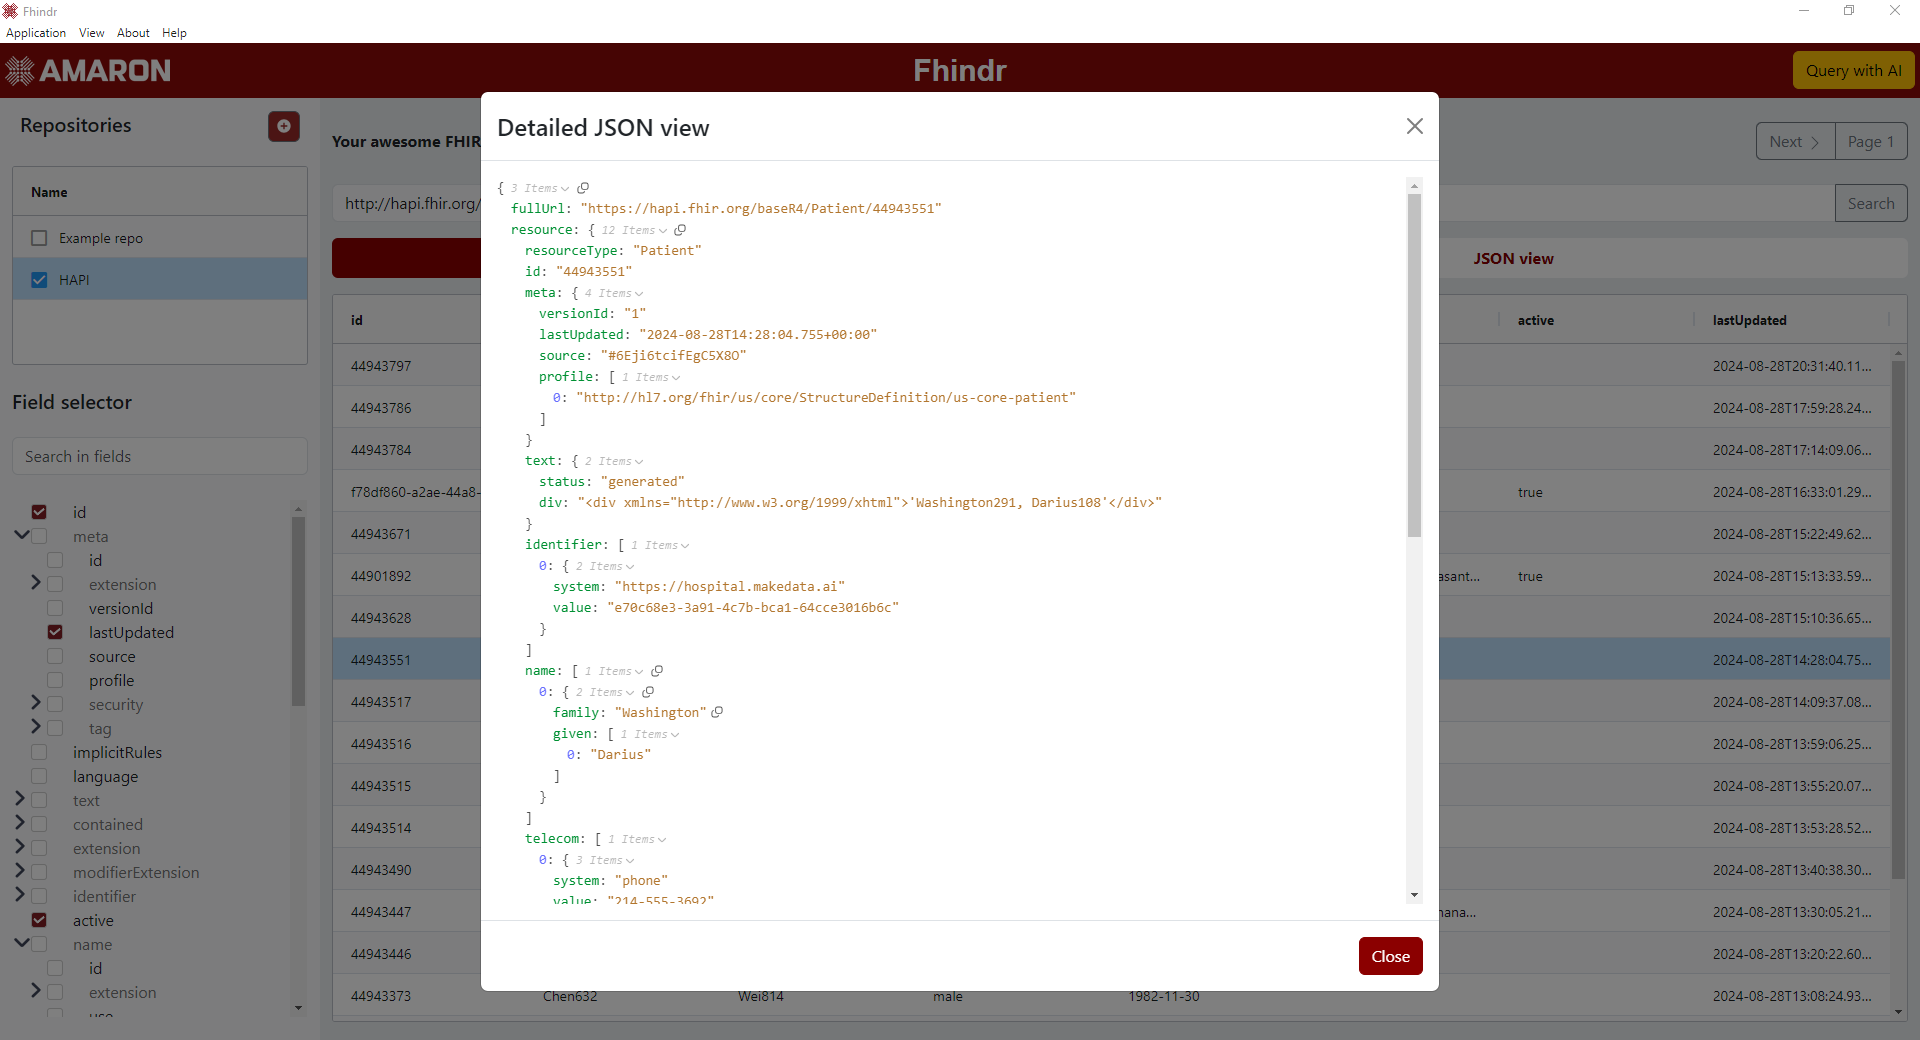 Fhindr
Application View About Help
AMARON
Fhindr
Query with AI
Repositories
Name
Example repo
HAPI
Field selector
Search in fields
id
meta
id
extension
versionId
lastUpdated
source
profile
security
tag
implicitRules
language
text
contained
extension
modifierExtension
identifier
active
name
id
extension
use
Your awesome FHIR
Next
Page 1
http://hapi.fhir.org/
Search
JSON view
id active lastUpdated
44943797 2024-08-28T20:31:40.11...
44943786 2024-08-28T17:59:28.24...
44943784 2024-08-28T17:14:09.06...
f78df860-a2ae-44a8- true 2024-08-28T16:33:01.29...
44943671 2024-08-28T15:22:49.62...
44901892 asant... true 2024-08-28T15:13:33.59...
44943628 2024-08-28T15:10:36.65...
44943551 2024-08-28T14:28:04.75...
44943517 2024-08-28T14:09:37.08...
44943516 2024-08-28T13:59:06.25...
44943515 2024-08-28T13:55:20.07...
44943514 2024-08-28T13:53:28.52...
44943490 2024-08-28T13:40:38.30...
44943447 nana... 2024-08-28T13:30:05.21...
44943446 2024-08-28T13:20:22.60...
44943373 Chen632 Wei814 male 1982-11-30 2024-08-28T13:08:24.93...
Detailed JSON view
{ 3 Items
fullUrl: "https://hapi.fhir.org/baseR4/Patient/44943551"
resource: { 12 Items
resourceType: "Patient"
id: "44943551"
meta: { 4 Items
versionId: "1"
lastUpdated: "2024-08-28T14:28:04.755+00:00"
source: "#6Eji6tcifEgC5X8O"
profile: [ 1 Items
0: "http://hl7.org/fhir/us/core/StructureDefinition/us-core-patient"
]
}
text: { 2 Items
status: "generated"
div: "<div xmlns="http://www.w3.org/1999/xhtml">'Washington291, Darius108'</div>"
}
identifier: [ 1 Items
0: { 2 Items
system: "https://hospital.makedata.ai"
value: "e70c68e3-3a91-4c7b-bca1-64cce3016b6c"
}
]
name: [ 1 Items
0: { 2 Items
family: "Washington"
given: [ 1 Items
0: "Darius"
]
}
]
telecom: [ 1 Items
0: { 3 Items
system: "phone"
value: "214-555-3692"
Close